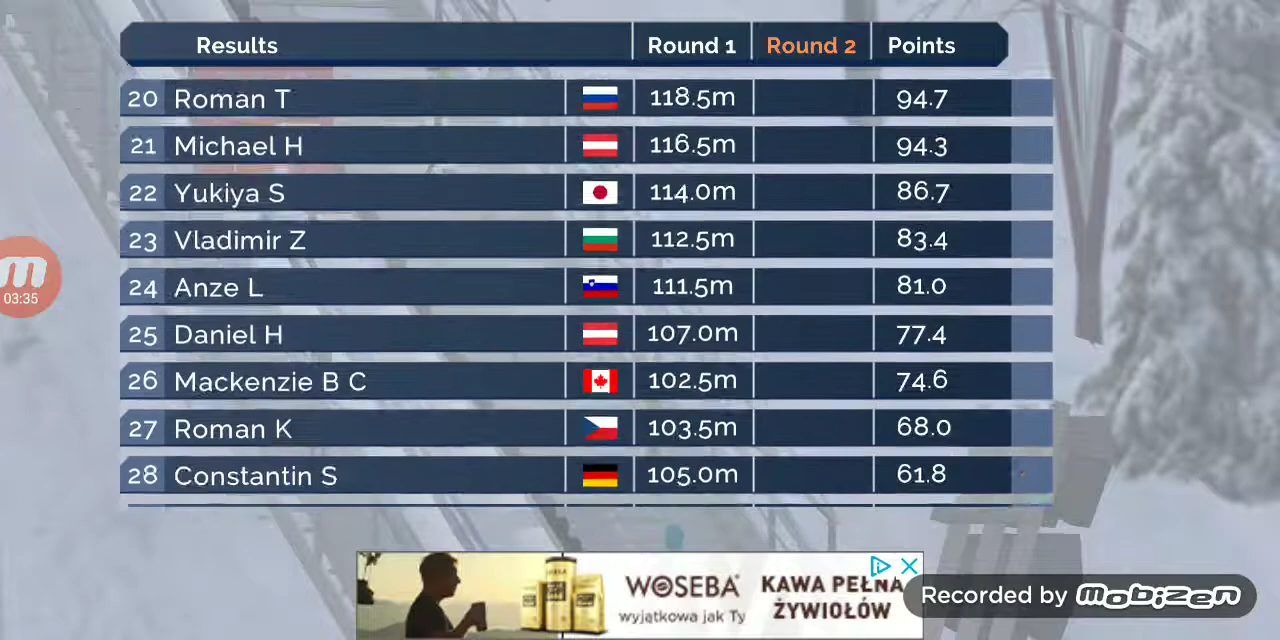 Results Round 1 Round 2 Points
20 Roman T 118.5m 94.7
21 Michael H 116.5m 94.3
22 Yukiya S 114.0m 86.7
23 Vladimir Z 112.5m 83.4
24 Anze L 111.5m 81.0
25 Daniel H 107.0m 77.4
26 Mackenzie B C 102.5m 74.6
27 Roman K 103.5m 68.0
28 Constantin S 105.0m 61.8
03:35
WOSEBA
wyjątkowa jak Ty
KAWA PEŁNA
ŻYWIOŁÓW
Recorded by mobizen